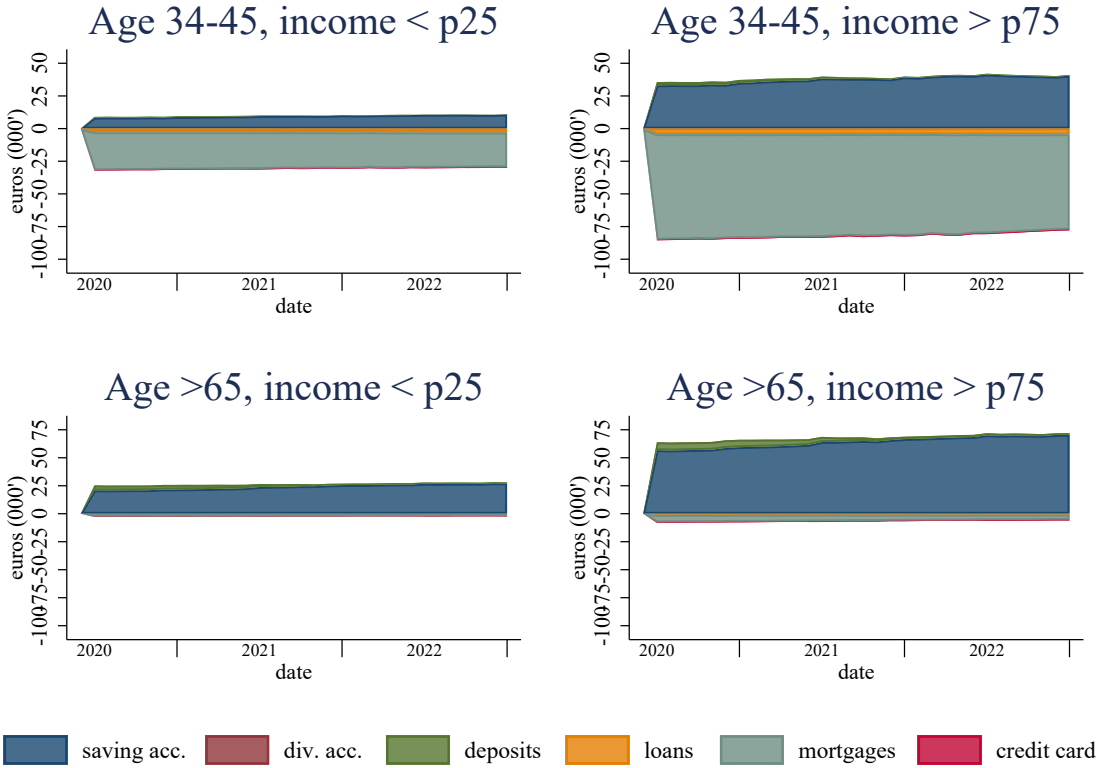 Age 34-45, income < p25
Age 34-45, income > p75
euros (000')
50
25
0
-25
-50
-75
-100
2020 2021 2022
date
euros (000')
50
25
0
-25
-50
-75
-100
2020 2021 2022
date
Age >65, income < p25
Age >65, income > p75
euros (000')
75
50
25
0
-25
-50
-75
-100
2020 2021 2022
date
euros (000')
75
50
25
0
-25
-50
-75
-100
2020 2021 2022
date
saving acc. div. acc. deposits loans mortgages credit card